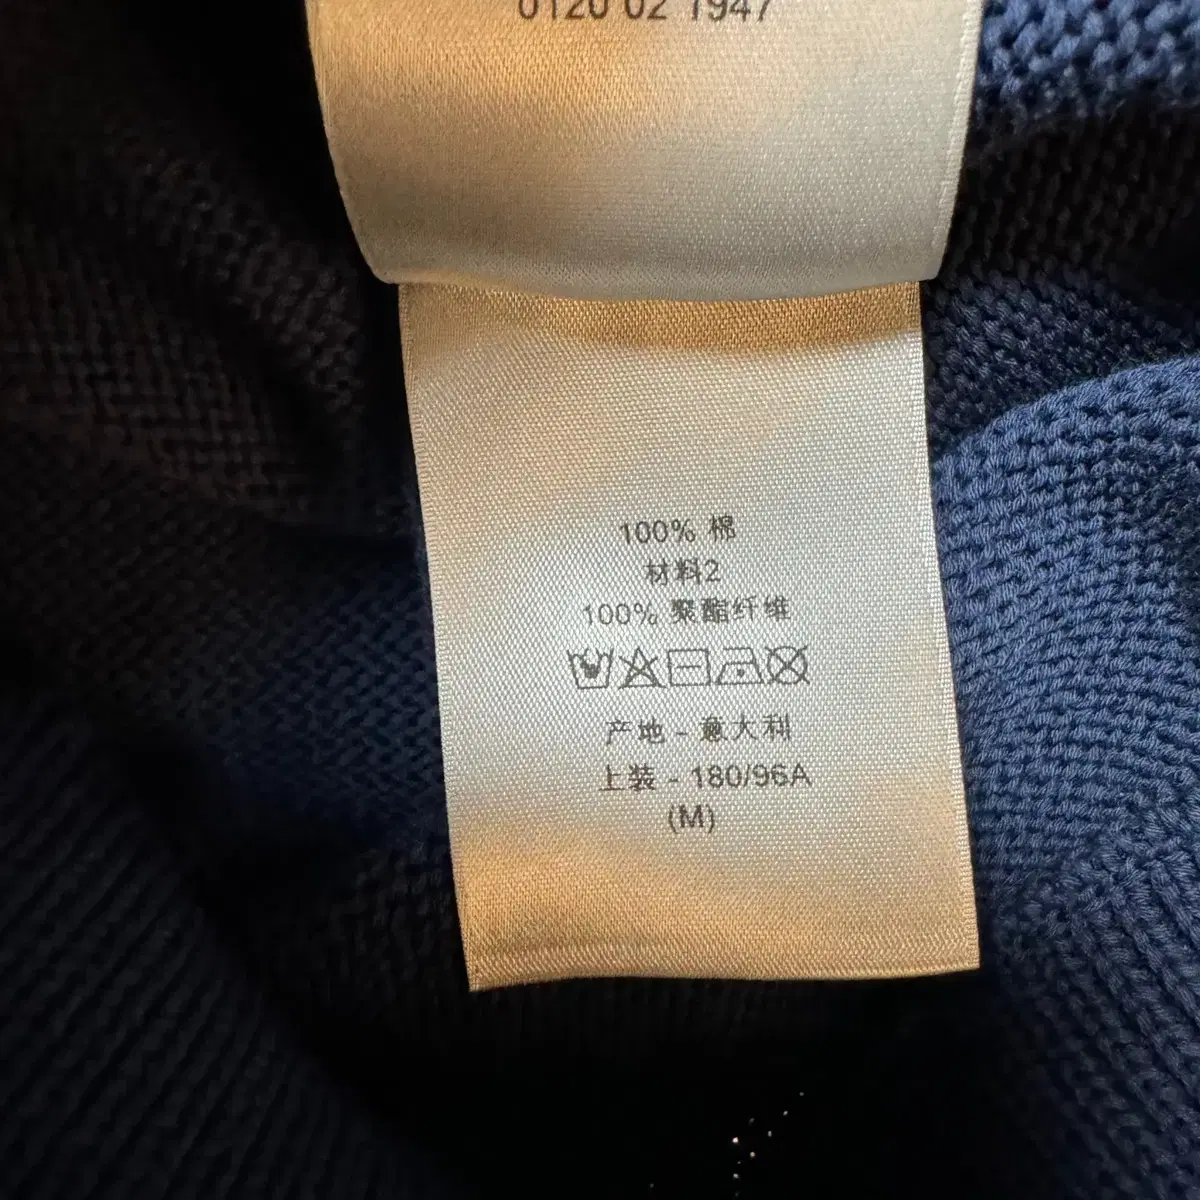 0120 02 1947
100% 棉
材料2
100% 聚酯纤维
产地 - 意大利
上装 - 180/96A
(M)